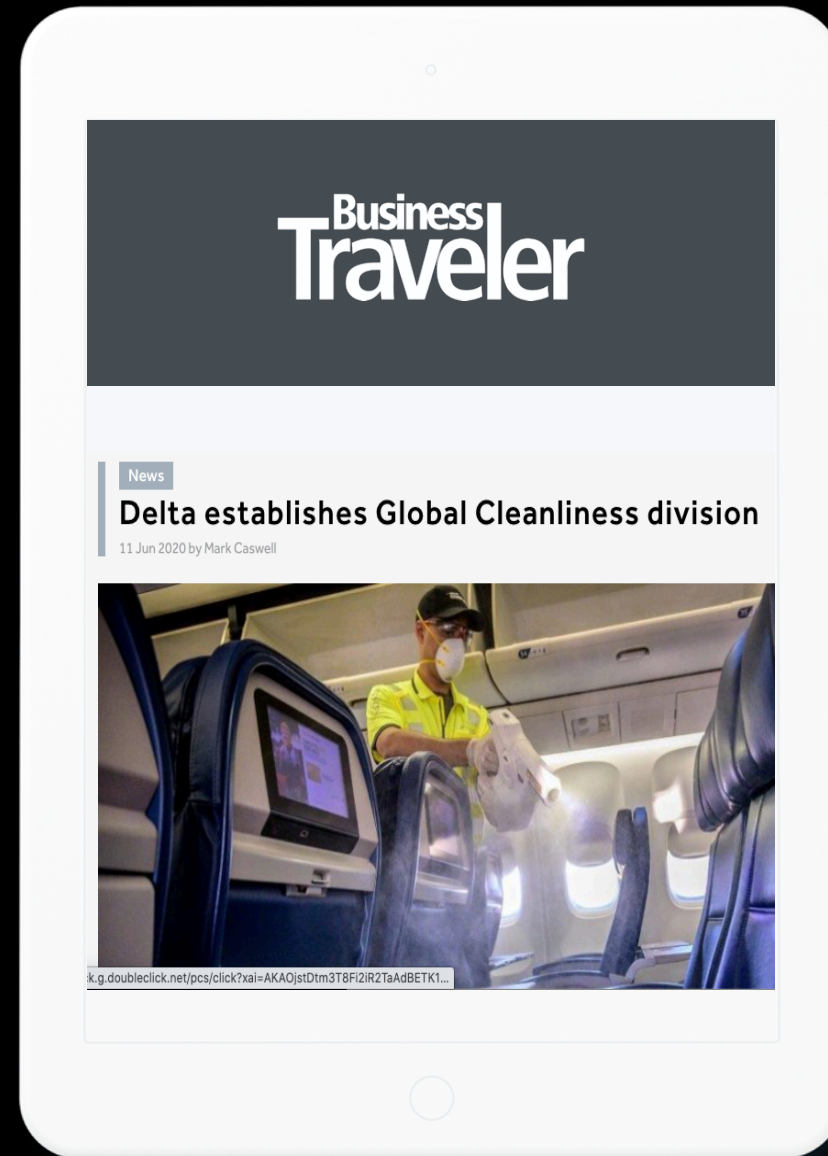 Business
Traveler
News
Delta establishes Global Cleanliness division
11 Jun 2020 by Mark Caswell
k.g.doubleclick.net/pcs/click?xai=AKAOjstDtm3T8Fi2iR2TaAdBETK1...